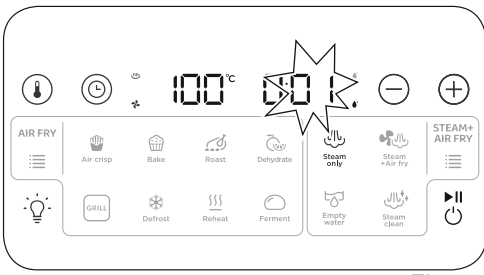 100°C 0:01
AIR FRY
STEAM+
AIR FRY
Air crisp Bake Roast Dehydrate Steam only Steam +Air fry
GRILL Defrost Reheat Ferment Empty water Steam clean